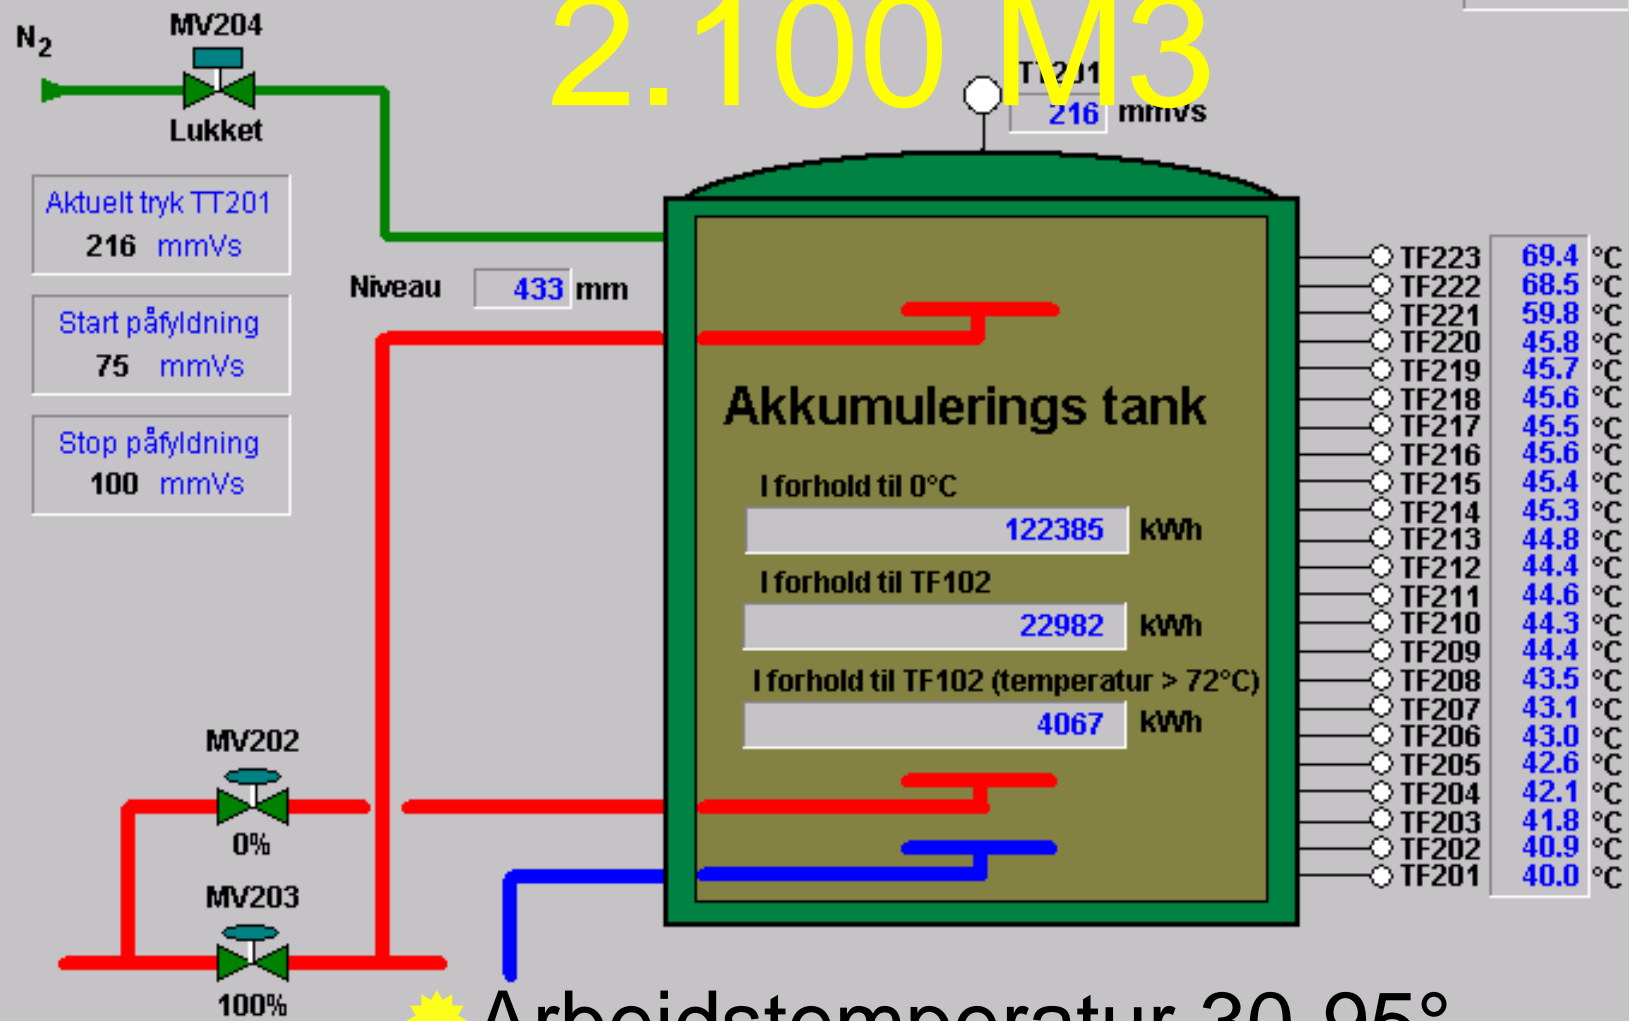 2.100 M3
MV204
N2
Lukket
TT201
216 mmVs
Aktuelt tryk TT201
216 mmVs
Start påfyldning
75 mmVs
Stop påfyldning
100 mmVs
Niveau 433 mm
Akkumulerings tank
I forhold til 0°C
122385 kWh
I forhold til TF102
22982 kWh
I forhold til TF102 (temperatur > 72°C)
4067 kWh
TF223 69.4 °C
TF222 68.5 °C
TF221 59.8 °C
TF220 45.8 °C
TF219 45.7 °C
TF218 45.6 °C
TF217 45.5 °C
TF216 45.6 °C
TF215 45.4 °C
TF214 45.3 °C
TF213 44.8 °C
TF212 44.4 °C
TF211 44.6 °C
TF210 44.3 °C
TF209 44.4 °C
TF208 43.5 °C
TF207 43.1 °C
TF206 43.0 °C
TF205 42.6 °C
TF204 42.1 °C
TF203 41.8 °C
TF202 40.9 °C
TF201 40.0 °C
MV202
0%
MV203
100%
Arbejdstemperatur 30-95°